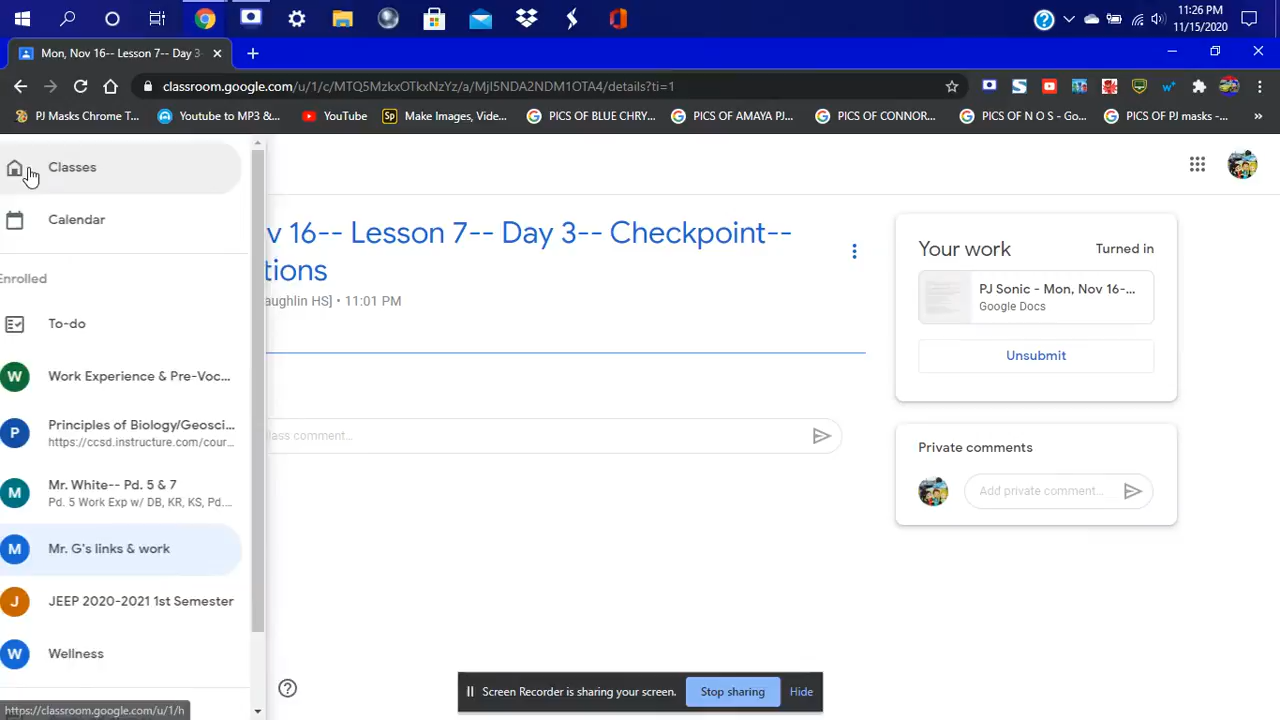 11:26 PM
11/15/2020
Mon, Nov 16-- Lesson 7-- Day 3-
classroom.google.com/u/1/c/MTQ5MzkxOTkxNzYz/a/MjI5NDA2NDM1OTA4/details?ti=1
PJ Masks Chrome T... Youtube to MP3 &... YouTube Make Images, Vide... PICS OF BLUE CHRY... PICS OF AMAYA PJ... PICS OF CONNOR... PICS OF N O S - Go... PICS OF PJ masks -...
Classes
Calendar
Enrolled
To-do
W Work Experience & Pre-Voc...
P Principles of Biology/Geosci...
https://ccsd.instructure.com/cour...
M Mr. White-- Pd. 5 & 7
Pd. 5 Work Exp w/ DB, KR, KS, Pd....
M Mr. G's links & work
J JEEP 2020-2021 1st Semester
W Wellness
https://classroom.google.com/u/1/h
v 16-- Lesson 7-- Day 3-- Checkpoint--
tions
aughlin HS] • 11:01 PM
lass comment...
Your work Turned in
PJ Sonic - Mon, Nov 16-...
Google Docs
Unsubmit
Private comments
Add private comment...
Screen Recorder is sharing your screen. Stop sharing Hide